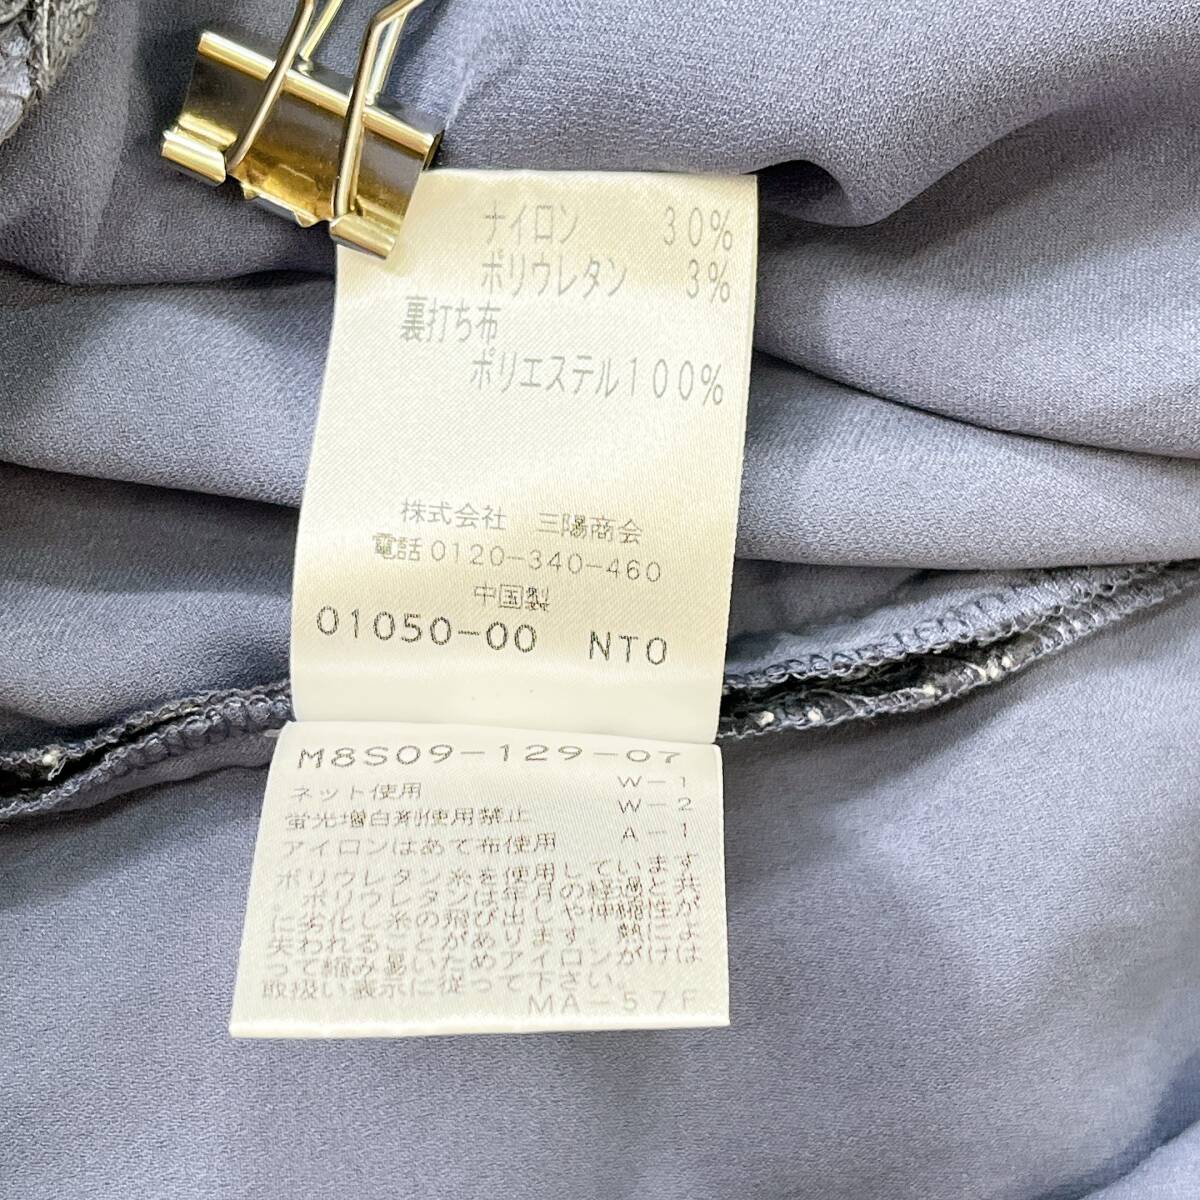 ナイロン 30%
ポリウレタン 3%
裏打ち布
ポリエステル100%
株式会社 三陽商会
電話0120-340-460
中国製
01050-00 NTO
M8S09-129-07
ネット使用 W-1
蛍光増白剤使用禁止 W-2
アイロンはあて布使用 A-1
ポリウレタン糸を使用しています
。ポリウレタンは年月の経過と共
に劣化し糸の飛び出しや伸縮性が
失われることがあります。熱によ
って縮み易いためアイロンがけは
取扱い表示に従って下さい。
MA-57F